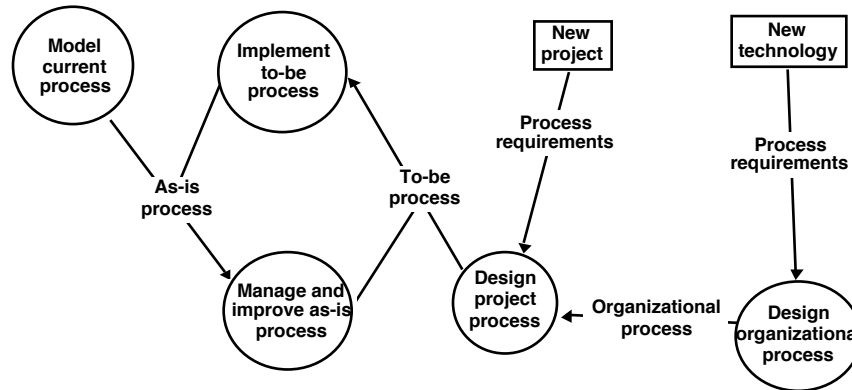 Model
current
process
Implement
to-be
process
New
project
New
technology
Process
requirements
Process
requirements
As-is
process
To-be
process
Manage and
improve as-is
process
Design
project
process
Organizational
process
Design
organizational
process